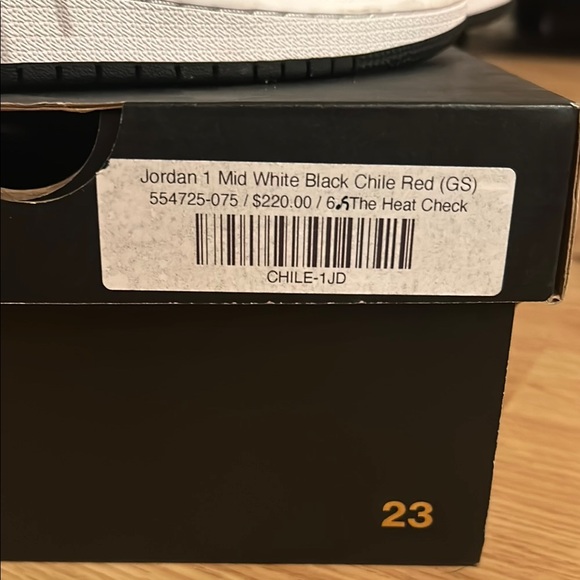 Jordan 1 Mid White Black Chile Red (GS)
554725-075 / $220.00 / 6.5The Heat Check
CHILE-1JD
23